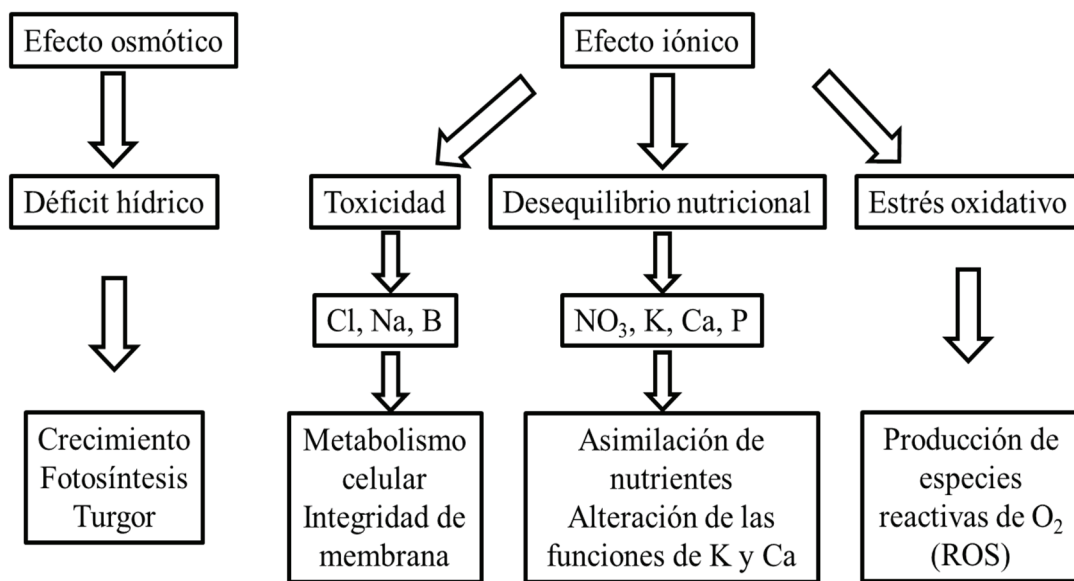 Efecto osmótico
Efecto iónico
Déficit hídrico
Toxicidad
Desequilibrio nutricional
Estrés oxidativo
Cl, Na, B
NO₃, K, Ca, P
Crecimiento
Fotosíntesis
Turgor
Metabolismo
celular
Integridad de
membrana
Asimilación de
nutrientes
Alteración de las
funciones de K y Ca
Producción de
especies
reactivas de O₂
(ROS)